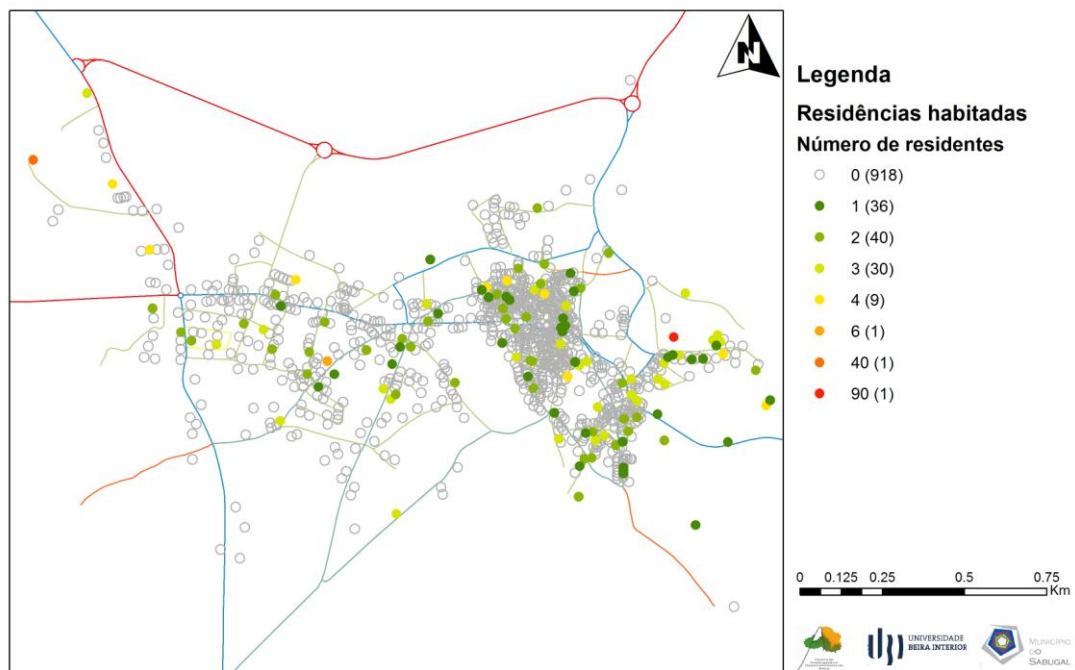 N
Legenda
Residências habitadas
Número de residentes
0 (918)
1 (36)
2 (40)
3 (30)
4 (9)
6 (1)
40 (1)
90 (1)
0 0.125 0.25 0.5 0.75
Km
UNIVERSIDADE
BEIRA INTERIOR
MUNICÍPIO
DO
SABUGAL